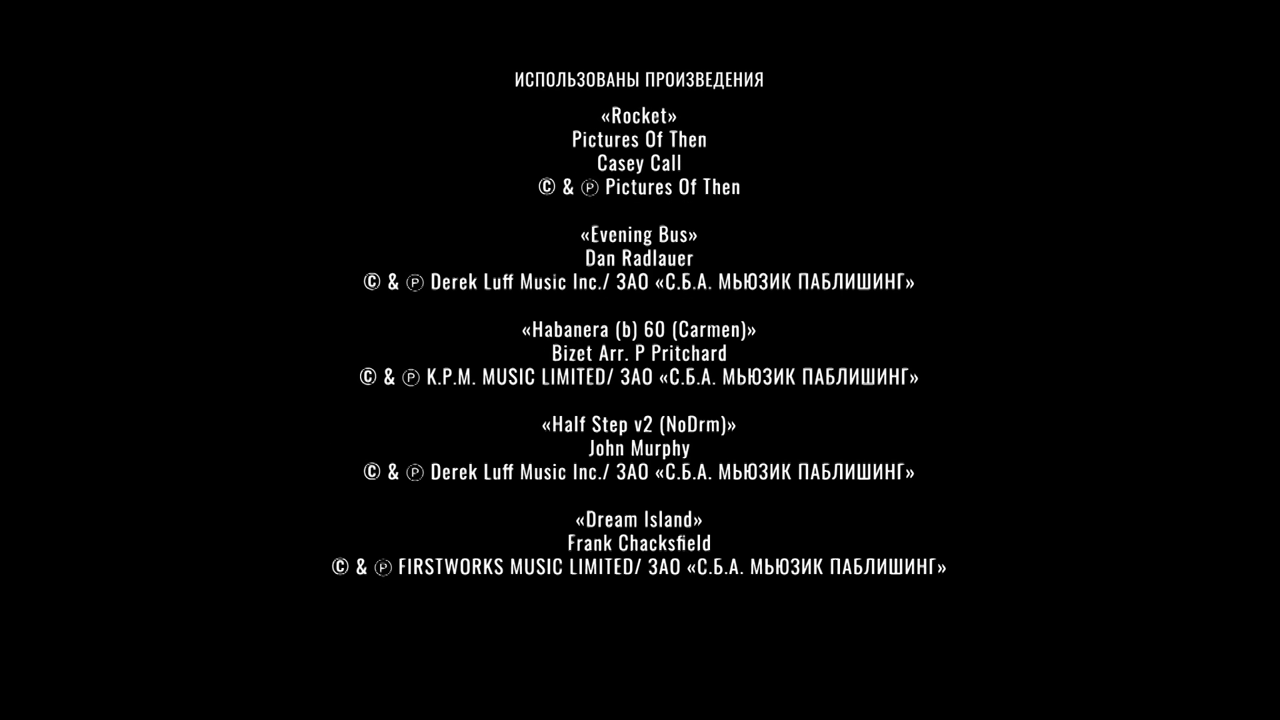 ИСПОЛЬЗОВАНЫ ПРОИЗВЕДЕНИЯ
«Rocket»
Pictures Of Then
Casey Call
© & ℗ Pictures Of Then
«Evening Bus»
Dan Radlauer
© & ℗ Derek Luff Music Inc./ ЗАО «С.Б.А. МЬЮЗИК ПАБЛИШИНГ»
«Habanera (b) 60 (Carmen)»
Bizet Arr. P Pritchard
© & ℗ K.P.M. MUSIC LIMITED/ ЗАО «С.Б.А. МЬЮЗИК ПАБЛИШИНГ»
«Half Step v2 (NoDrm)»
John Murphy
© & ℗ Derek Luff Music Inc./ ЗАО «С.Б.А. МЬЮЗИК ПАБЛИШИНГ»
«Dream Island»
Frank Chacksfield
© & ℗ FIRSTWORKS MUSIC LIMITED/ ЗАО «С.Б.А. МЬЮЗИК ПАБЛИШИНГ»